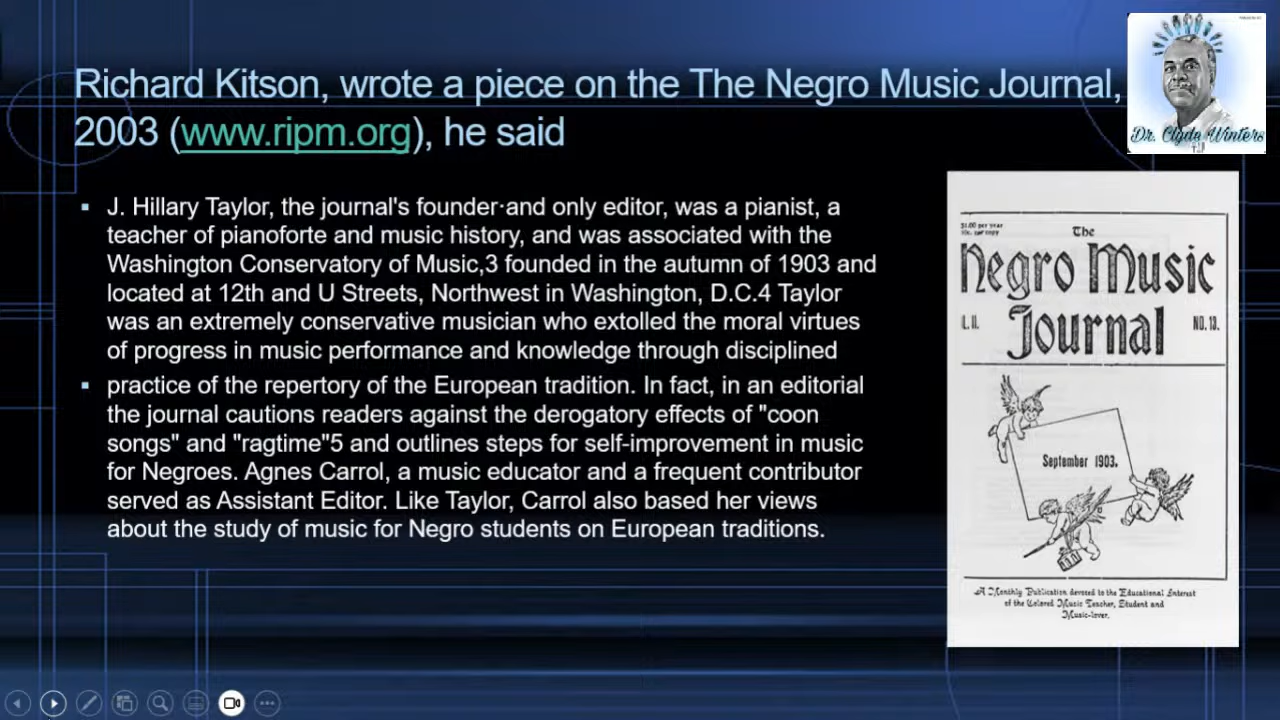 Richard Kitson, wrote a piece on the The Negro Music Journal,
2003 (www.ripm.org), he said
Dr. Clyde Winters
▪ J. Hillary Taylor, the journal's founder·and only editor, was a pianist, a
teacher of pianoforte and music history, and was associated with the
Washington Conservatory of Music,3 founded in the autumn of 1903 and
located at 12th and U Streets, Northwest in Washington, D.C.4 Taylor
was an extremely conservative musician who extolled the moral virtues
of progress in music performance and knowledge through disciplined
▪ practice of the repertory of the European tradition. In fact, in an editorial
the journal cautions readers against the derogatory effects of "coon
songs" and "ragtime"5 and outlines steps for self-improvement in music
for Negroes. Agnes Carrol, a music educator and a frequent contributor
served as Assistant Editor. Like Taylor, Carrol also based her views
about the study of music for Negro students on European traditions.
$1.00 per year
10c. per copy
The
Negro Music
Journal
L. II.
NO. 13.
September 1903.
A Monthly Publication devoted to the Educational Interest
of the Colored Music Teacher, Student and
Music-lover.